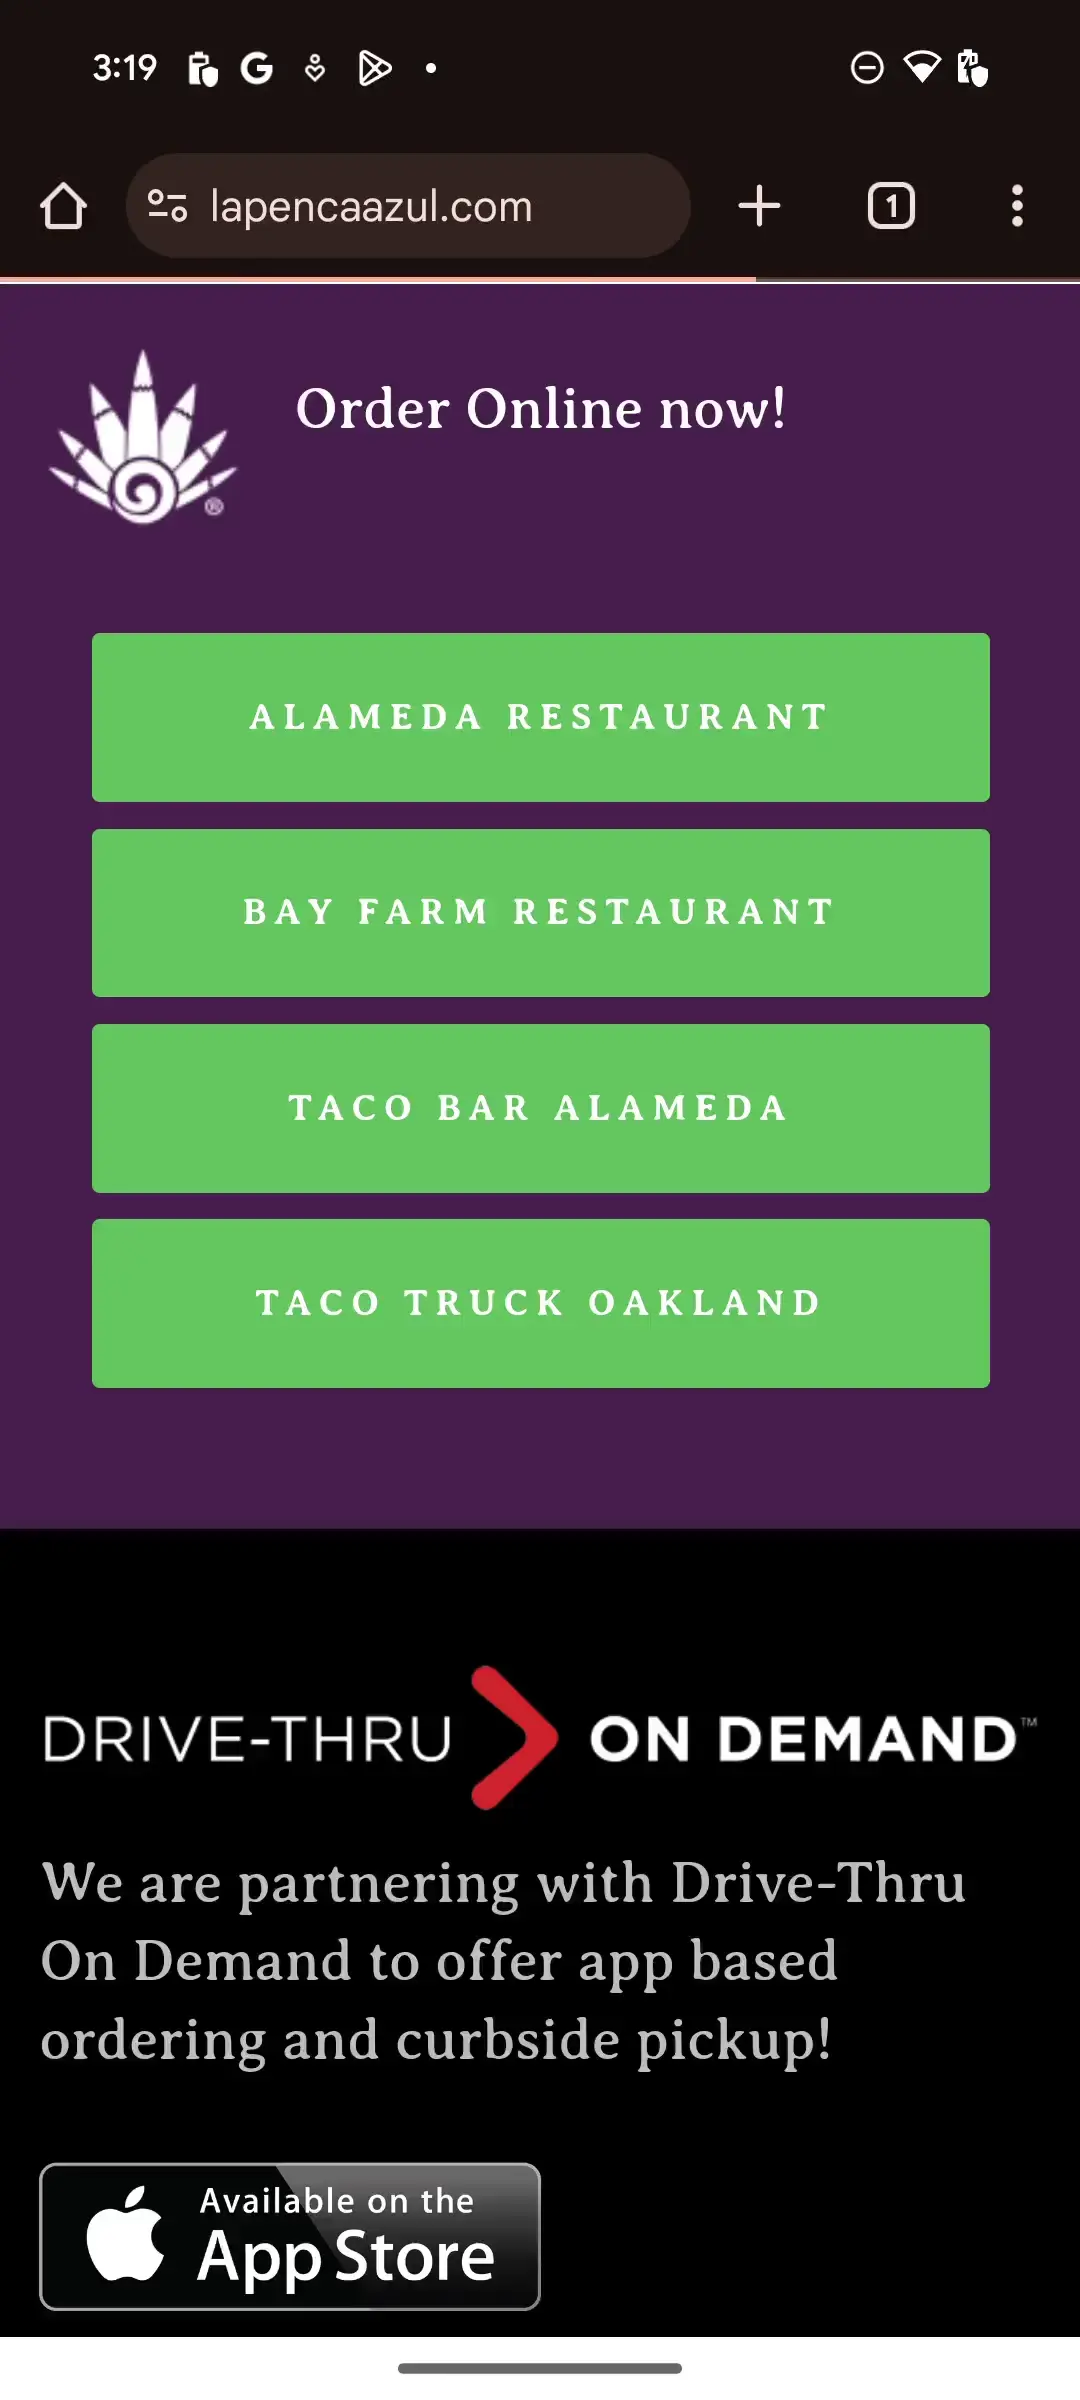 3:19
lapencaazul.com
1
®
Order Online now!
ALAMEDA RESTAURANT
BAY FARM RESTAURANT
TACO BAR ALAMEDA
TACO TRUCK OAKLAND
DRIVE-THRU ON DEMAND™
We are partnering with Drive-Thru
On Demand to offer app based
ordering and curbside pickup!
Available on the
App Store